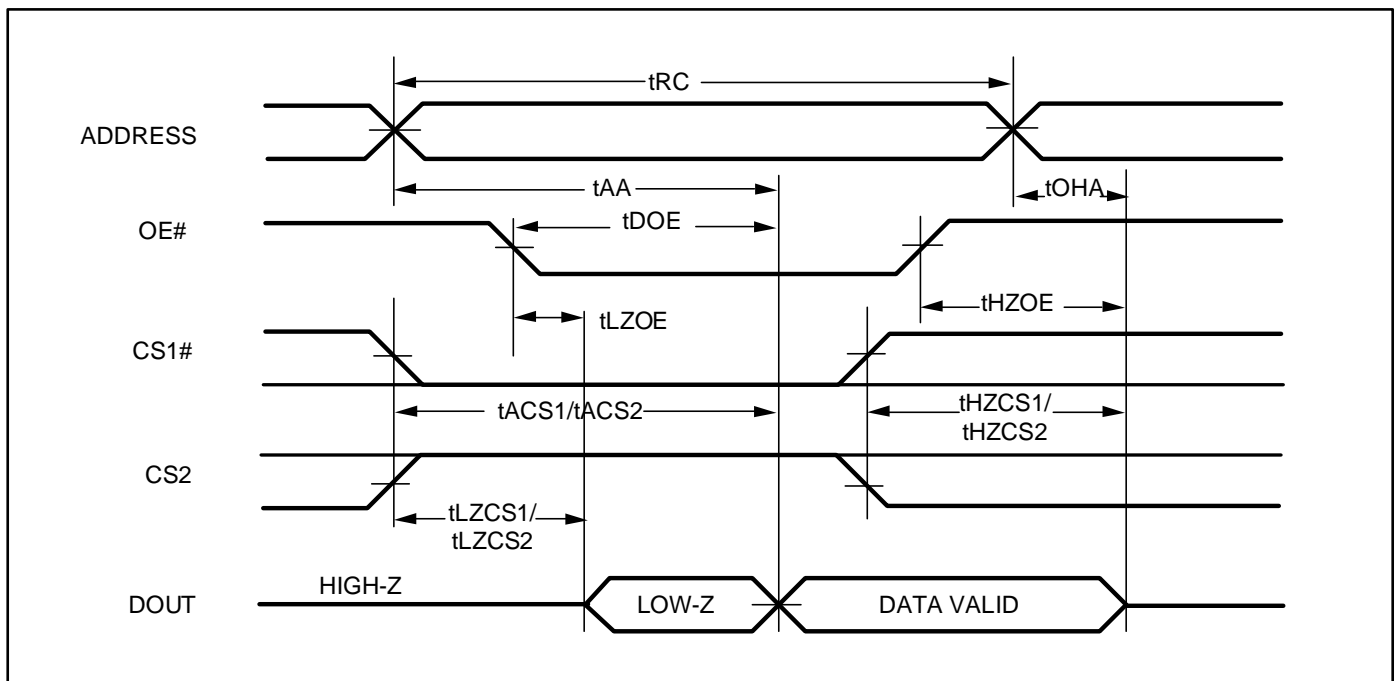 tRC
ADDRESS
tAA
tOHA
OE#
tDOE
tHZOE
tLZOE
CS1#
tACS1/tACS2
tHZCS1/
tHZCS2
CS2
tLZCS1/
tLZCS2
HIGH-Z
DOUT
LOW-Z
DATA VALID